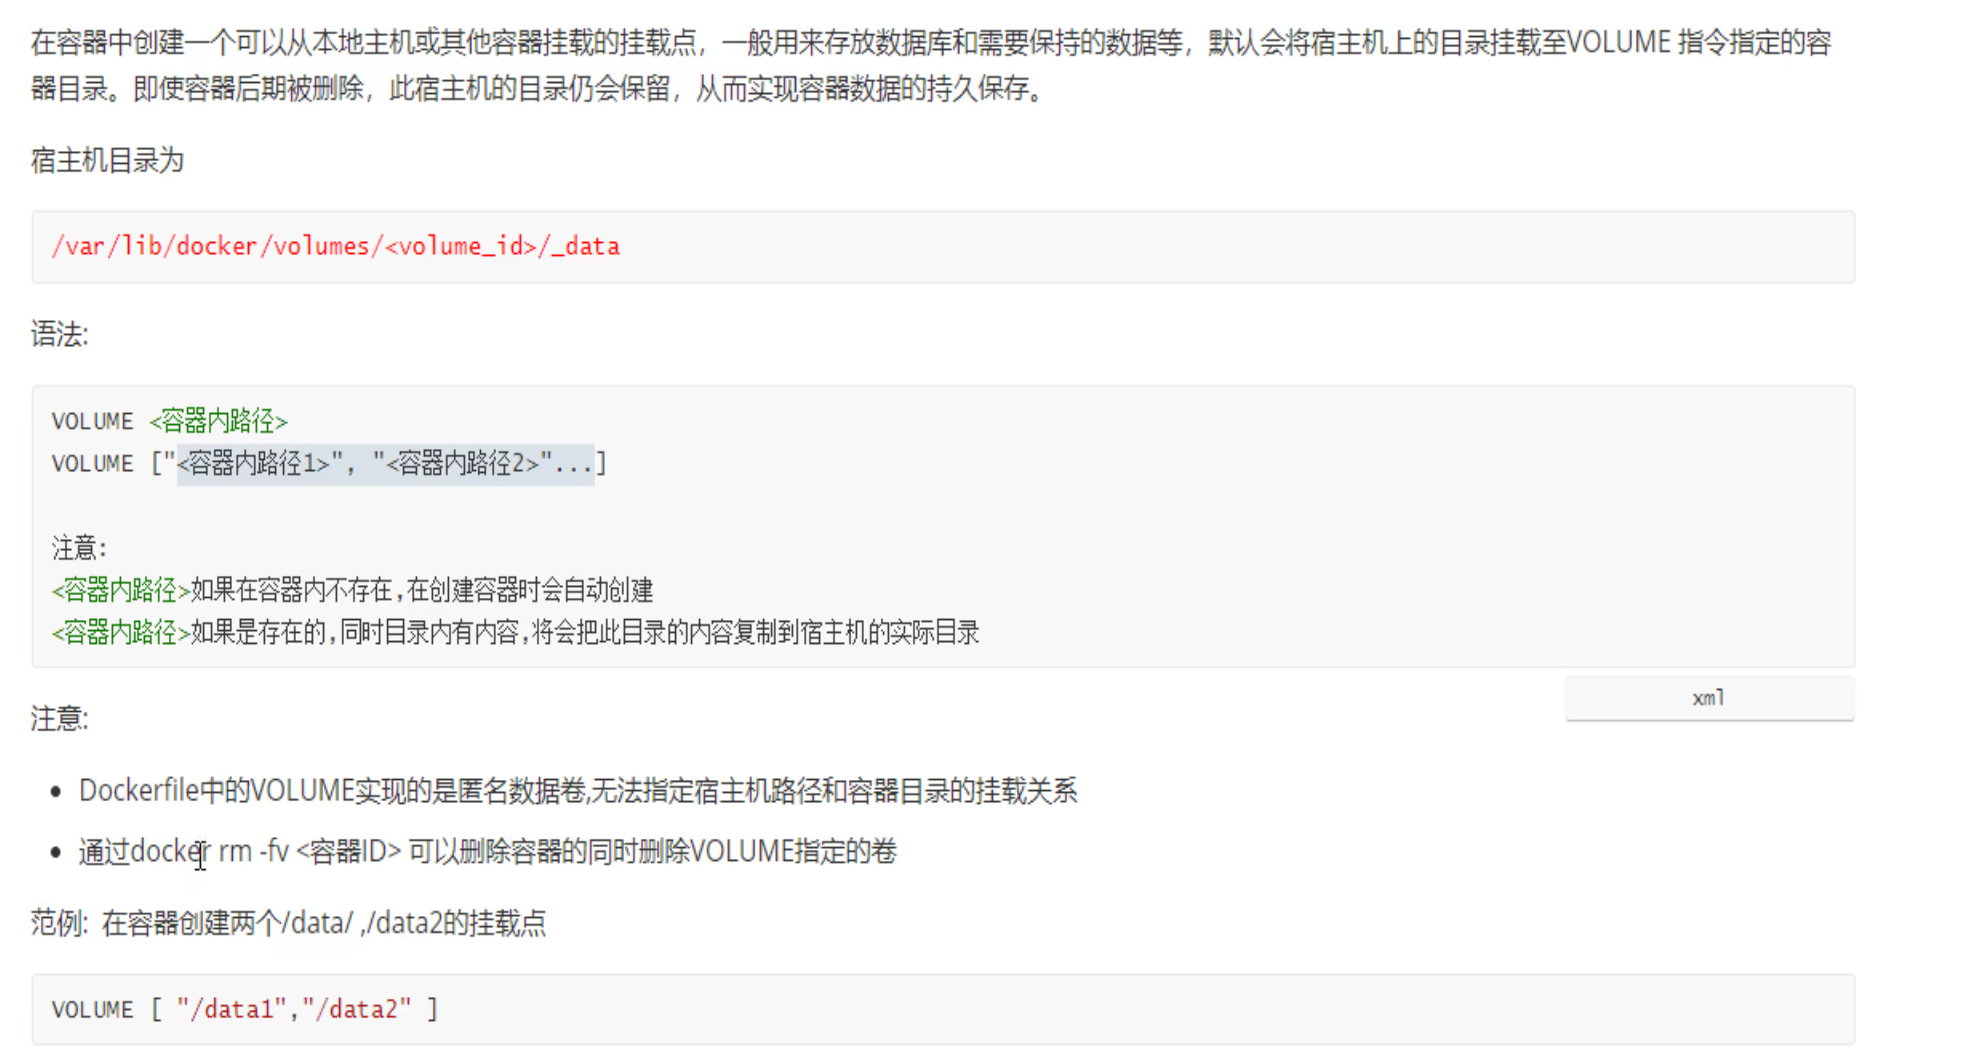 在容器中创建一个可以从本地主机或其他容器挂载的挂载点，一般用来存放数据库和需要保持的数据等，默认会将宿主机上的目录挂载至VOLUME 指令指定的容
器目录。即使容器后期被删除，此宿主机的目录仍会保留，从而实现容器数据的持久保存。
宿主机目录为
/var/lib/docker/volumes/<volume_id>/_data
语法:
VOLUME <容器内路径>
VOLUME ["<容器内路径1>", "<容器内路径2>"...]
注意:
<容器内路径>如果在容器内不存在,在创建容器时会自动创建
<容器内路径>如果是存在的,同时目录内有内容,将会把此目录的内容复制到宿主机的实际目录
xml
注意:
• Dockerfile中的VOLUME实现的是匿名数据卷,无法指定宿主机路径和容器目录的挂载关系
• 通过docker rm -fv <容器ID> 可以删除容器的同时删除VOLUME指定的卷
范例: 在容器创建两个/data/ ,/data2的挂载点
VOLUME [ "/data1","/data2" ]